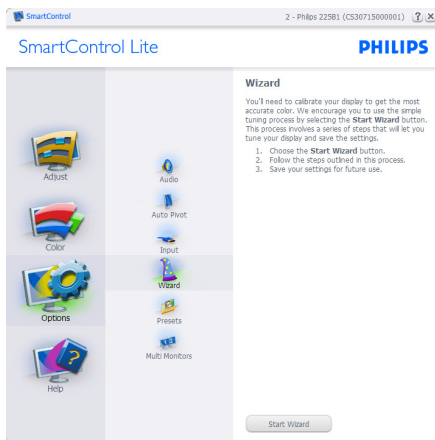 SmartControl
2 - Philips 225B1 (CS30715000001)
?
X
SmartControl Lite
PHILIPS
Adjust
Color
Options
Help
Audio
Auto Pivot
Input
Wizard
Presets
Multi Monitors
Wizard
You'll need to calibrate your display to get the most
accurate color. We encourage you to use the simple
tuning process by selecting the Start Wizard button.
This process involves a series of steps that will let you
tune your display and save the settings.
1. Choose the Start Wizard button.
2. Follow the steps outlined in this process.
3. Save your settings for future use.
Start Wizard